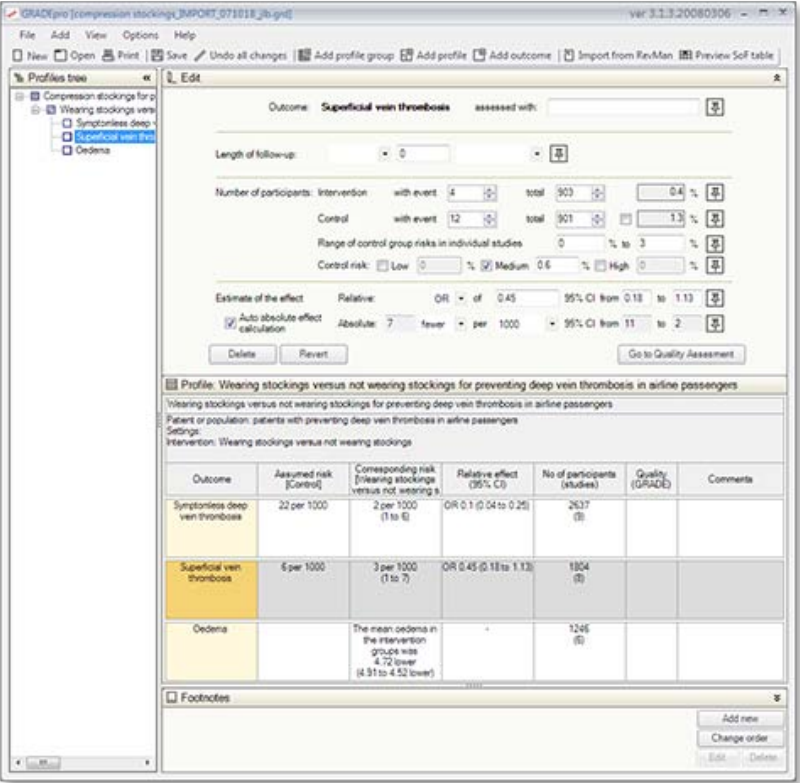 GRADEpro [compression stockings_IMPORT_071018_jlb.grd] ver 3.1.3.20080306
File Add View Options Help
New Open Print Save Undo all changes Add profile group Add profile Add outcome Import from RevMan Preview SoF table
Profiles tree «
Compression stockings for p
Wearing stockings vers
Symptomless deep v
Superficial vein thro
Oedema
Edit
Outcome: Superficial vein thrombosis assessed with:
Length of follow-up: 0
Number of participants: Intervention with event 4 total 903 0.4 %
Control with event 12 total 901 1.3 %
Range of control group risks in individual studies 0 % to 3 %
Control risk: Low 0 % Medium 0.6 % High 0 %
Estimate of the effect Relative: OR of 0.45 95% CI from 0.18 to 1.13
Auto absolute effect calculation Absolute: 7 fewer per 1000 95% CI from 11 to 2
Delete Revert Go to Quality Assesment
Profile: Wearing stockings versus not wearing stockings for preventing deep vein thrombosis in airline passengers
Wearing stockings versus not wearing stockings for preventing deep vein thrombosis in airline passengers
Patient or population: patients with preventing deep vein thrombosis in airline passengers
Settings:
Intervention: Wearing stockings versus not wearing stockings
Outcome Assumed risk [Control] Corresponding risk [Wearing stockings versus not wearing s Relative effect (95% CI) No of participants (studies) Quality (GRADE) Comments
Symptomless deep vein thrombosis 22 per 1000 2 per 1000 (1 to 6) OR 0.1 (0.04 to 0.25) 2637 (9)
Superficial vein thrombosis 6 per 1000 3 per 1000 (1 to 7) OR 0.45 (0.18 to 1.13) 1804 (8)
Oedema The mean oedema in the intervention groups was 4.72 lower (4.91 to 4.52 lower) - 1246 (6)
Footnotes
Add new
Change order
Edit Delete